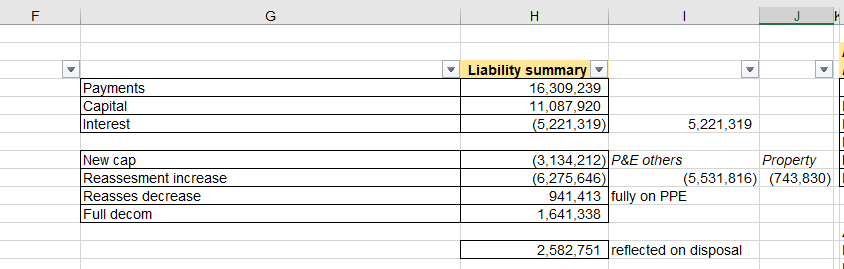 F G H I J
Liability summary
Payments 16,309,239
Capital 11,087,920
Interest (5,221,319) 5,221,319
New cap (3,134,212) P&E others Property
Reassesment increase (6,275,646) (5,531,816) (743,830)
Reasses decrease 941,413 fully on PPE
Full decom 1,641,338
2,582,751 reflected on disposal